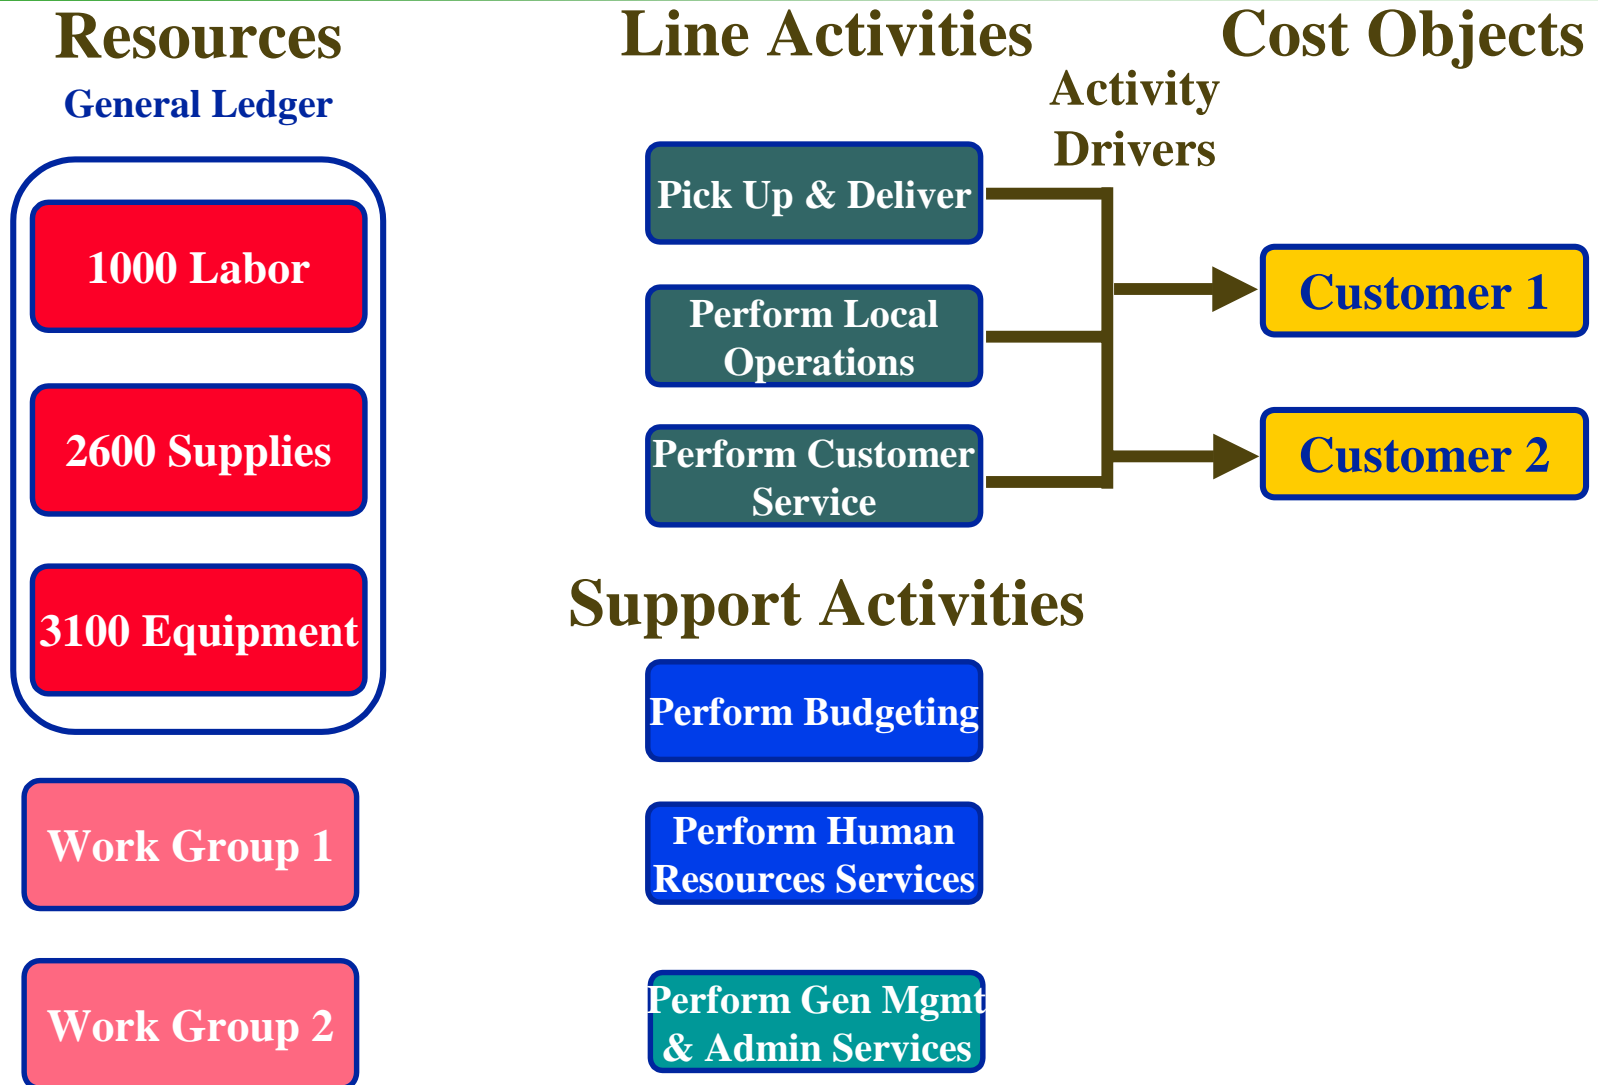 Resources
General Ledger
1000 Labor
2600 Supplies
3100 Equipment
Work Group 1
Work Group 2
Line Activities
Pick Up & Deliver
Perform Local
Operations
Perform Customer
Service
Support Activities
Perform Budgeting
Perform Human
Resources Services
Perform Gen Mgmt
& Admin Services
Activity
Drivers
Cost Objects
Customer 1
Customer 2